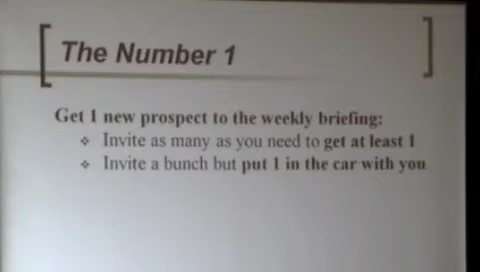 The Number 1
Get 1 new prospect to the weekly briefing:
❖ Invite as many as you need to get at least 1
❖ Invite a bunch but put 1 in the car with you